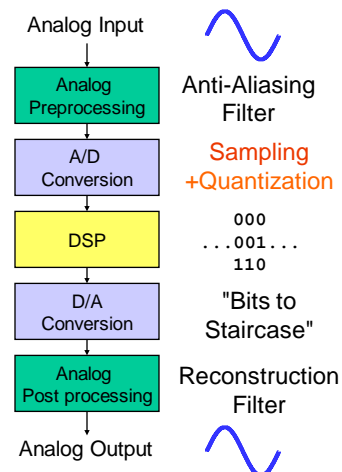 Analog Input
Analog
Preprocessing
Anti-Aliasing
Filter
A/D
Conversion
Sampling
+Quantization
DSP
000
...001...
110
D/A
Conversion
"Bits to
Staircase"
Analog
Post processing
Reconstruction
Filter
Analog Output